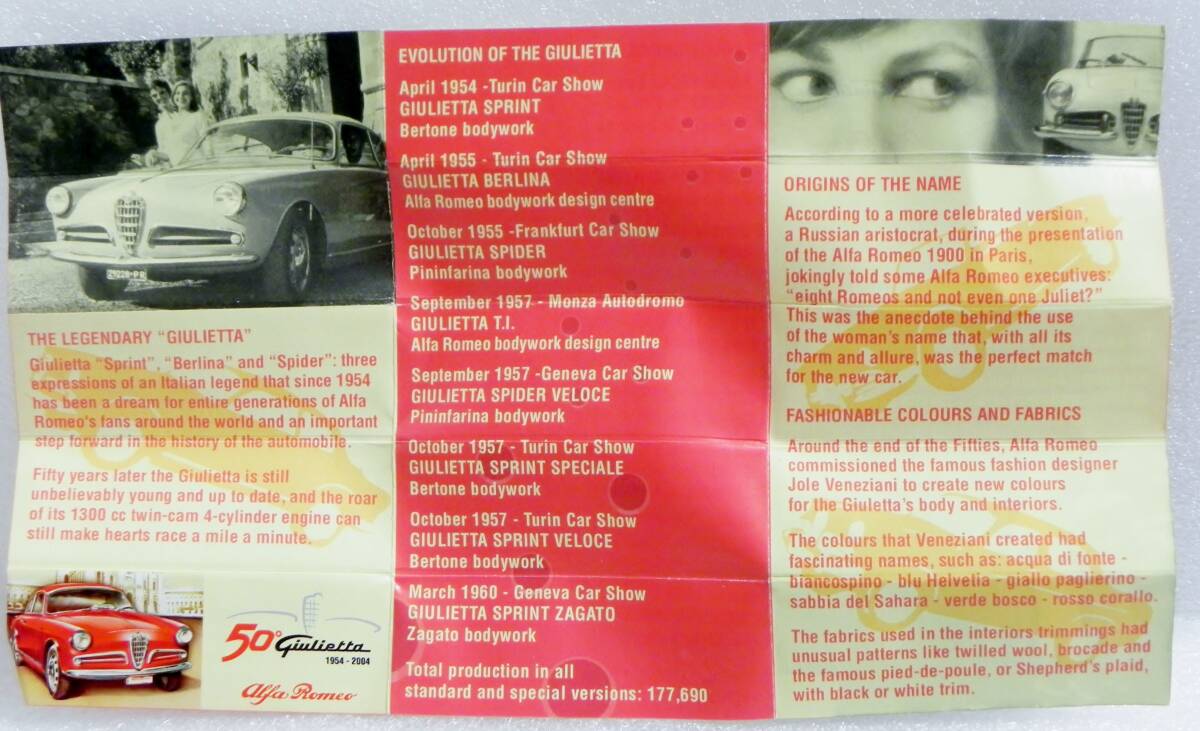 24228·PR
THE LEGENDARY "GIULIETTA"
Giulietta "Sprint", "Berlina" and "Spider": three
expressions of an Italian legend that since 1954
has been a dream for entire generations of Alfa
Romeo's fans around the world and an important
step forward in the history of the automobile.
Fifty years later the Giulietta is still
unbelievably young and up to date, and the roar
of its 1300 cc twin-cam 4-cylinder engine can
still make hearts race a mile a minute.
50° Giulietta
1954 - 2004
Alfa Romeo
EVOLUTION OF THE GIULIETTA
April 1954 -Turin Car Show
GIULIETTA SPRINT
Bertone bodywork
April 1955 - Turin Car Show
GIULIETTA BERLINA
Alfa Romeo bodywork design centre
October 1955 -Frankfurt Car Show
GIULIETTA SPIDER
Pininfarina bodywork
September 1957 - Monza Autodromo
GIULIETTA T.I.
Alfa Romeo bodywork design centre
September 1957 -Geneva Car Show
GIULIETTA SPIDER VELOCE
Pininfarina bodywork
October 1957 - Turin Car Show
GIULIETTA SPRINT SPECIALE
Bertone bodywork
October 1957 - Turin Car Show
GIULIETTA SPRINT VELOCE
Bertone bodywork
March 1960 - Geneva Car Show
GIULIETTA SPRINT ZAGATO
Zagato bodywork
Total production in all
standard and special versions: 177,690
ORIGINS OF THE NAME
According to a more celebrated version,
a Russian aristocrat, during the presentation
of the Alfa Romeo 1900 in Paris,
jokingly told some Alfa Romeo executives:
"eight Romeos and not even one Juliet?"
This was the anecdote behind the use
of the woman's name that, with all its
charm and allure, was the perfect match
for the new car.
FASHIONABLE COLOURS AND FABRICS
Around the end of the Fifties, Alfa Romeo
commissioned the famous fashion designer
Jole Veneziani to create new colours
for the Giuletta's body and interiors.
The colours that Veneziani created had
fascinating names, such as: acqua di fonte -
biancospino - blu Helvetia - giallo paglierino -
sabbia del Sahara - verde bosco - rosso corallo.
The fabrics used in the interiors trimmings had
unusual patterns like twilled wool, brocade and
the famous pied-de-poule, or Shepherd's plaid,
with black or white trim.